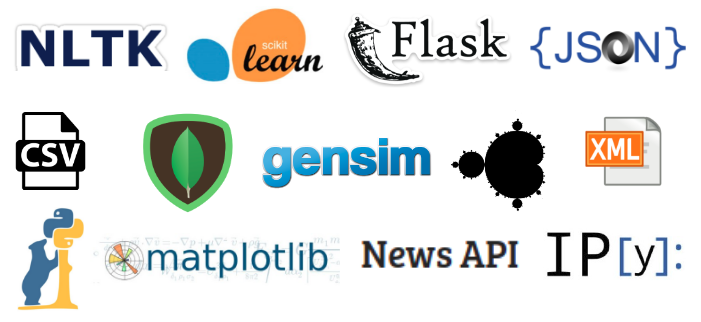 NLTK
scikit
learn
Flask
{JSON}
CSV
gensim
XML
matplotlib
News API
IP[y]: